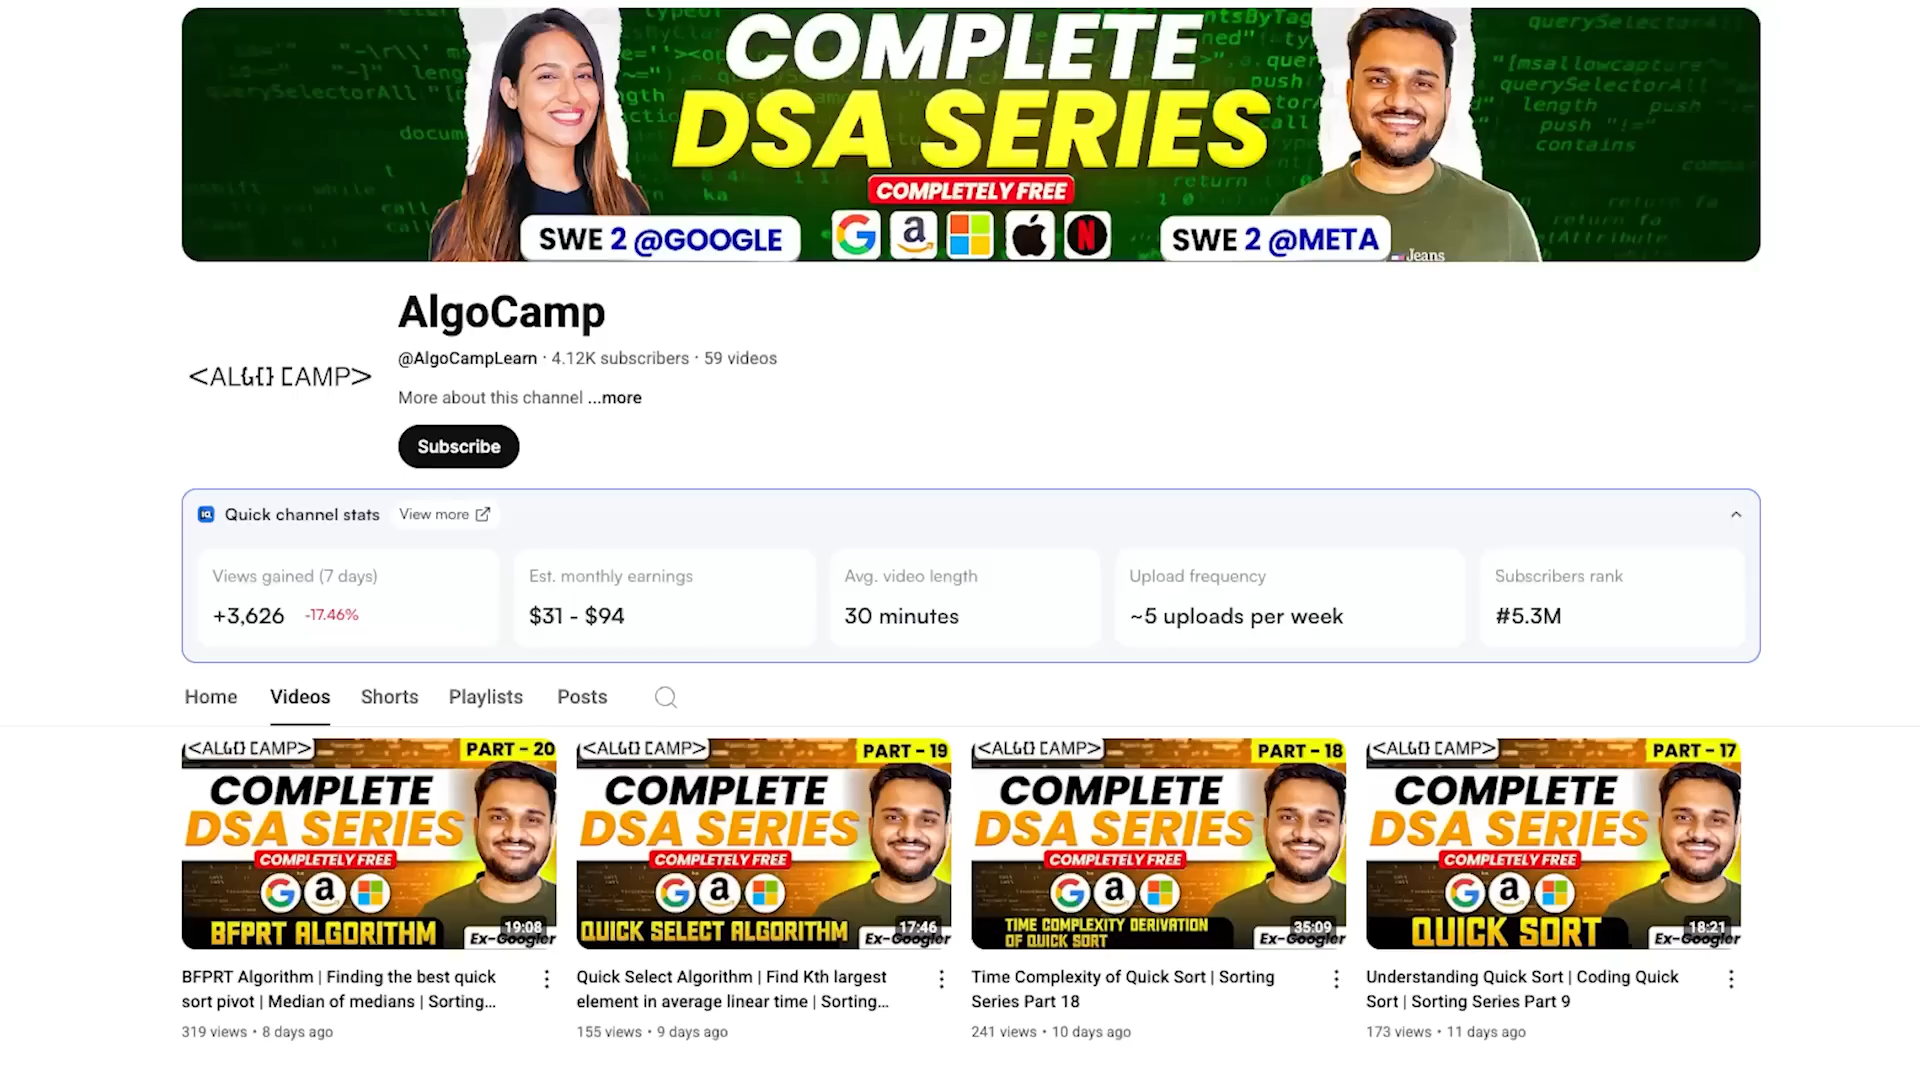 COMPLETE
DSA SERIES
COMPLETELY FREE
SWE 2 @GOOGLE
SWE 2 @META
Jeans
AlgoCamp
<ALGO CAMP>
@AlgoCampLearn · 4.12K subscribers · 59 videos
More about this channel ...more
Subscribe
Quick channel stats View more
Views gained (7 days)
+3,626 -17.46%
Est. monthly earnings
$31 - $94
Avg. video length
30 minutes
Upload frequency
~5 uploads per week
Subscribers rank
#5.3M
Home Videos Shorts Playlists Posts
<ALGO CAMP> PART - 20
COMPLETE
DSA SERIES
COMPLETELY FREE
BFPRT ALGORITHM
19:08
Ex-Googler
BFPRT Algorithm | Finding the best quick
sort pivot | Median of medians | Sorting...
319 views • 8 days ago
<ALGO CAMP> PART - 19
COMPLETE
DSA SERIES
COMPLETELY FREE
QUICK SELECT ALGORITHM
17:46
Ex-Googler
Quick Select Algorithm | Find Kth largest
element in average linear time | Sorting...
155 views • 9 days ago
<ALGO CAMP> PART - 18
COMPLETE
DSA SERIES
COMPLETELY FREE
TIME COMPLEXITY DERIVATION
OF QUICK SORT
35:09
Ex-Googler
Time Complexity of Quick Sort | Sorting
Series Part 18
241 views • 10 days ago
<ALGO CAMP> PART - 17
COMPLETE
DSA SERIES
COMPLETELY FREE
QUICK SORT
18:21
Ex-Googler
Understanding Quick Sort | Coding Quick
Sort | Sorting Series Part 9
173 views • 11 days ago